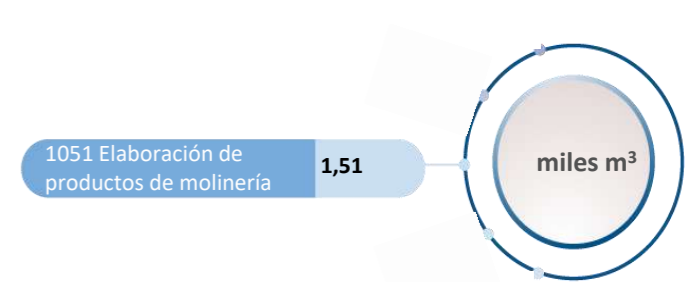 1051 Elaboración de
productos de molinería
1,51
miles m³